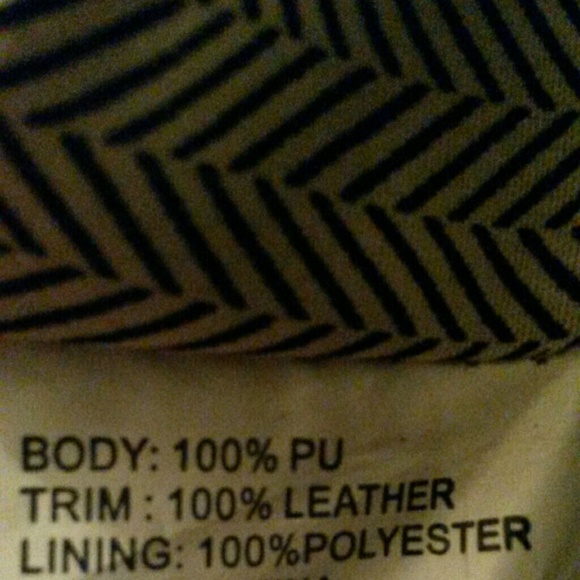 BODY: 100% PU
TRIM : 100% LEATHER
LINING: 100%POLYESTER